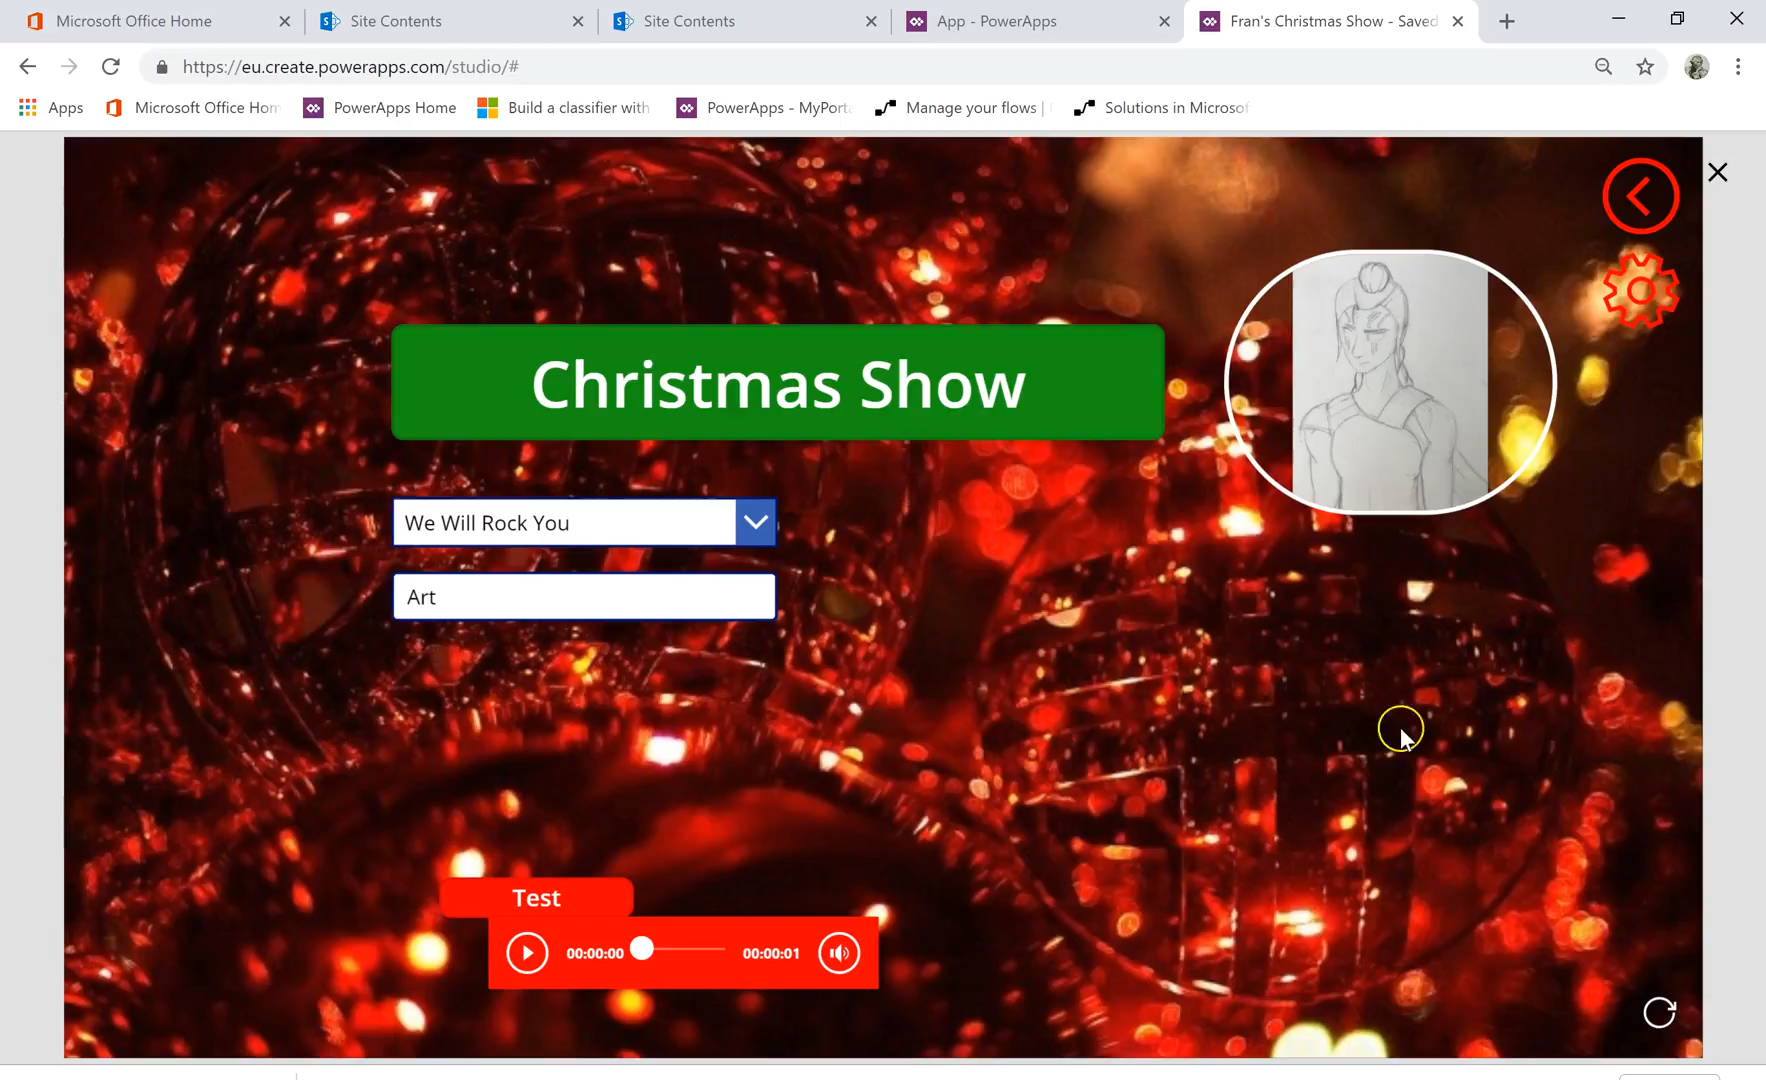 Microsoft Office Home
Site Contents
Site Contents
App - PowerApps
Fran's Christmas Show - Saved
https://eu.create.powerapps.com/studio/#
Apps
Microsoft Office Hom
PowerApps Home
Build a classifier with
PowerApps - MyPorta
Manage your flows |
Solutions in Microsof
Christmas Show
We Will Rock You
Art
Test
00:00:00
00:00:01